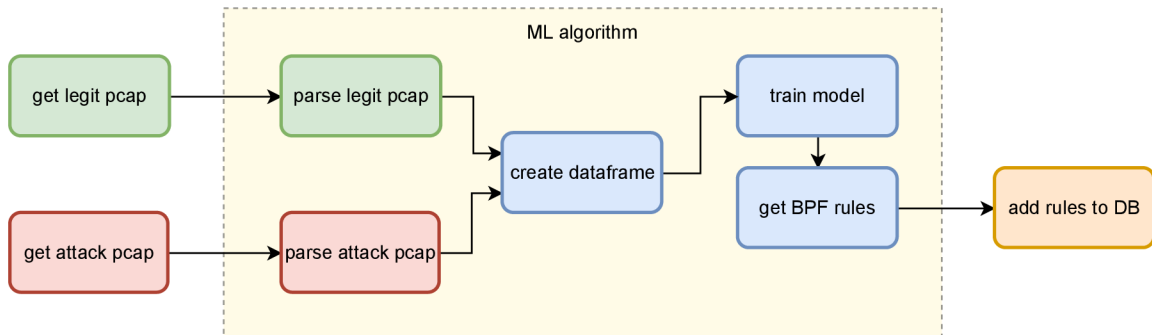 ML algorithm
get legit pcap
parse legit pcap
train model
create dataframe
get BPF rules
add rules to DB
get attack pcap
parse attack pcap